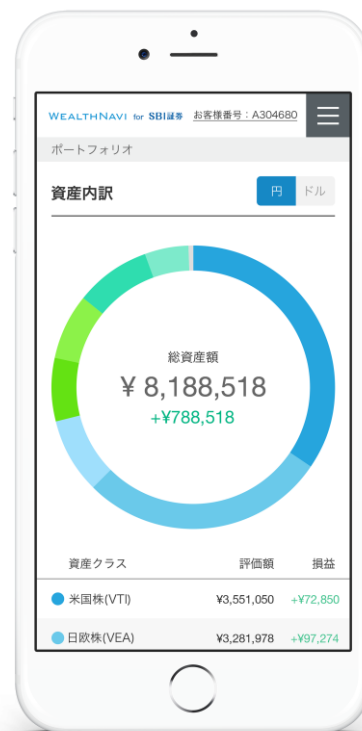 WEALTHNAVI for SBI証券 お客様番号：A304680
ポートフォリオ
資産内訳 円 ドル
総資産額
¥ 8,188,518
+¥788,518
資産クラス 評価額 損益
米国株(VTI) ¥3,551,050 +¥72,850
日欧株(VEA) ¥3,281,978 +¥97,274